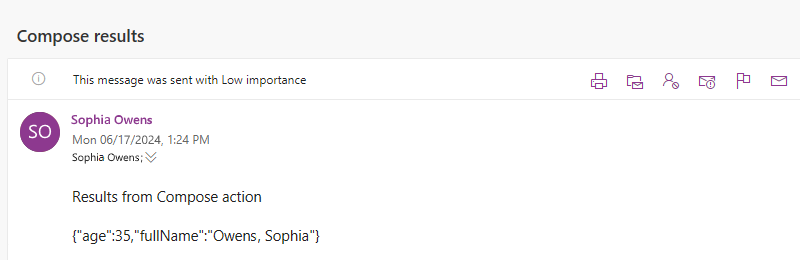 Compose results
This message was sent with Low importance
SO
Sophia Owens
Mon 06/17/2024, 1:24 PM
Sophia Owens;
Results from Compose action
{"age":35,"fullName":"Owens, Sophia"}